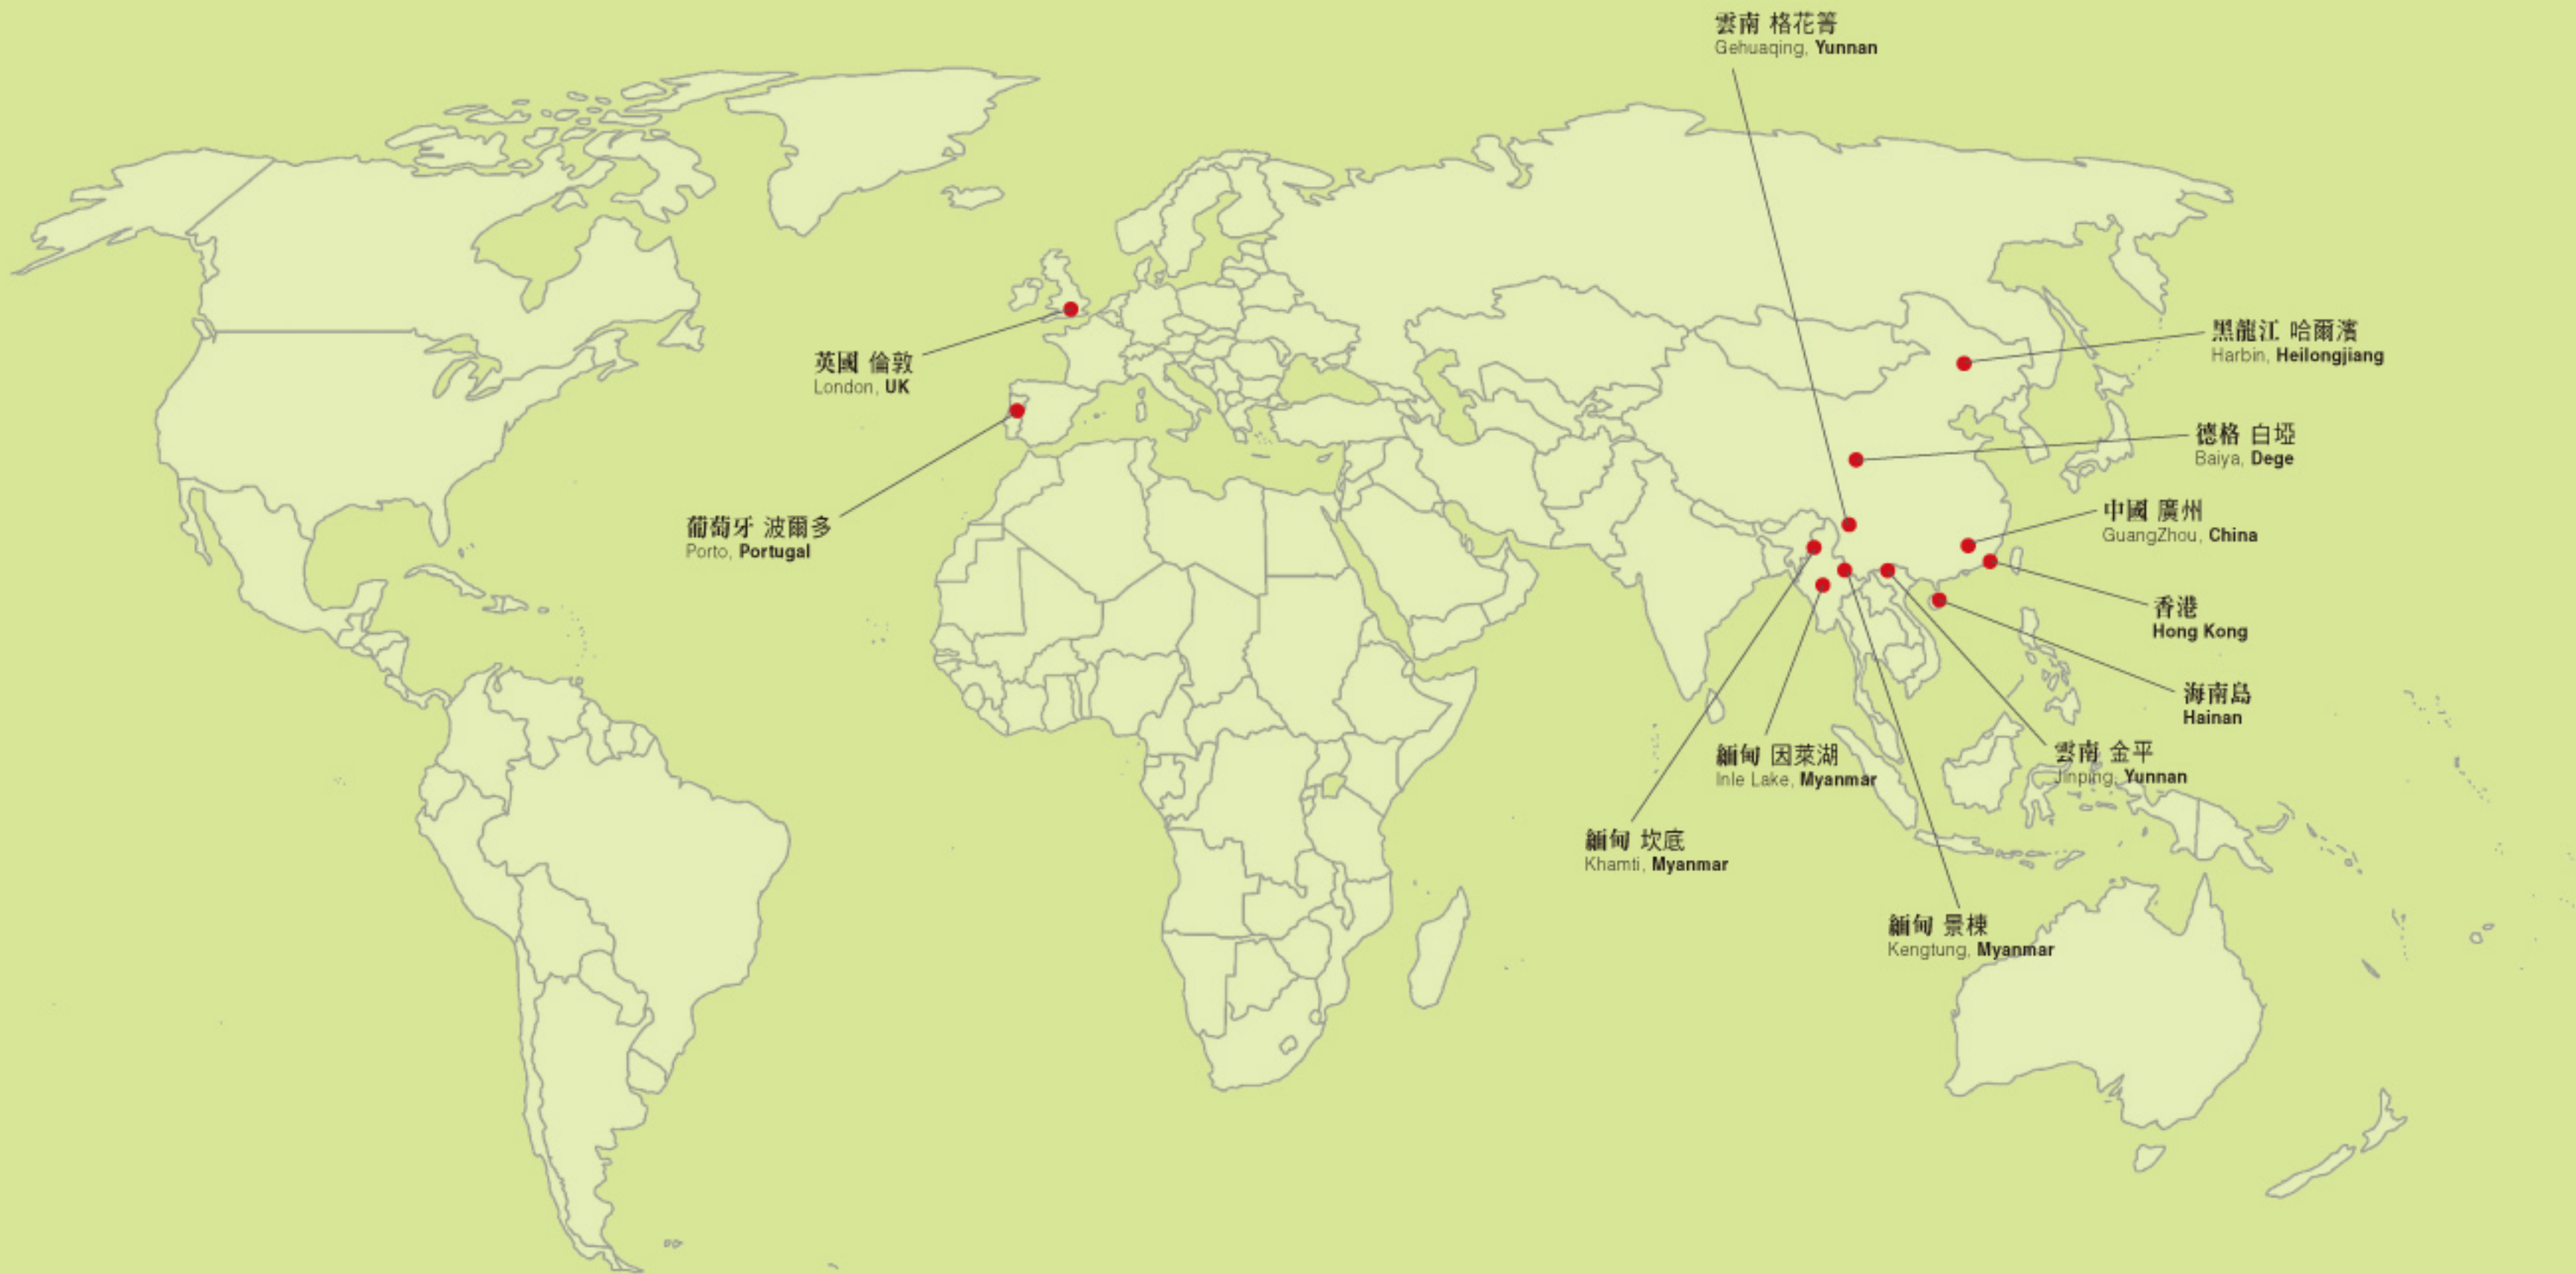 雲南 格花箐
Gehuaqing, Yunnan
黑龍江 哈爾濱
Harbin, Heilongjiang
英國 倫敦
London, UK
德格 白埡
Baiya, Dege
中國 廣州
GuangZhou, China
葡萄牙 波爾多
Porto, Portugal
香港
Hong Kong
海南島
Hainan
緬甸 因萊湖
Inle Lake, Myanmar
雲南 金平
Jinping, Yunnan
緬甸 坎底
Khamti, Myanmar
緬甸 景棟
Kengtung, Myanmar